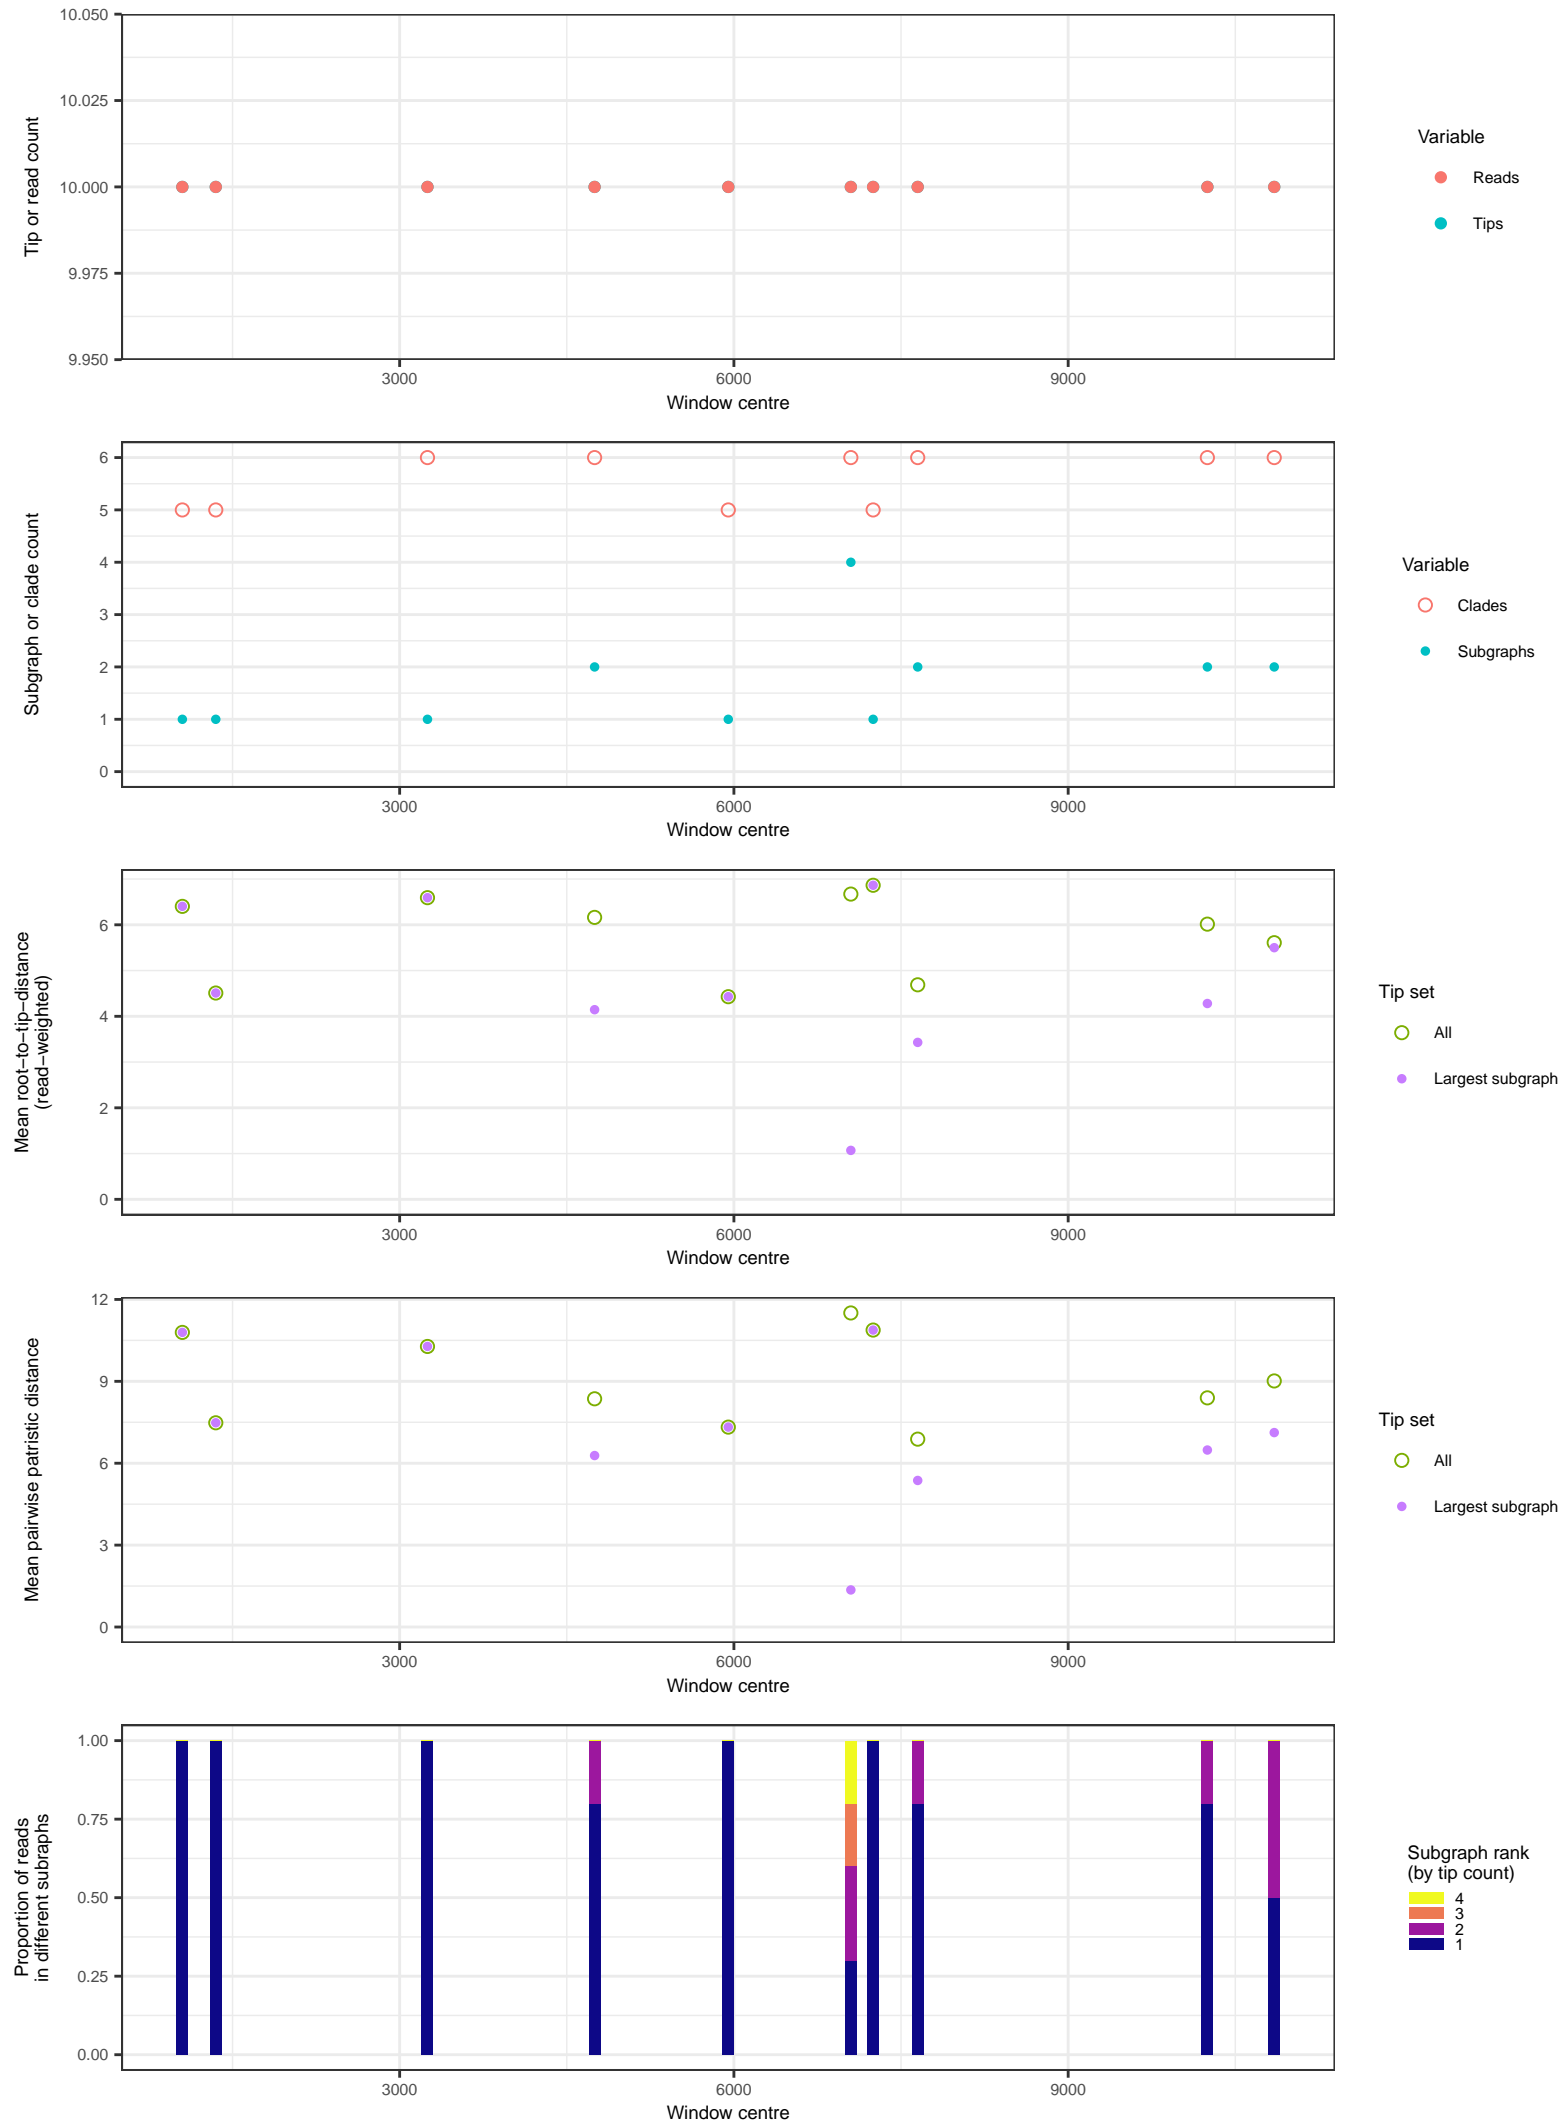 10.050
10.025
10.000
9.975
9.950
Tip or read count
3000 6000 9000
Window centre
Variable
Reads
Tips
6
5
4
3
2
1
0
Subgraph or clade count
3000 6000 9000
Window centre
Variable
Clades
Subgraphs
6
4
2
0
Mean root−to−tip−distance
(read−weighted)
3000 6000 9000
Window centre
Tip set
All
Largest subgraph
12
9
6
3
0
Mean pairwise patristic distance
3000 6000 9000
Window centre
Tip set
All
Largest subgraph
1.00
0.75
0.50
0.25
0.00
Proportion of reads
in different subraphs
3000 6000 9000
Window centre
Subgraph rank
(by tip count)
4
3
2
1